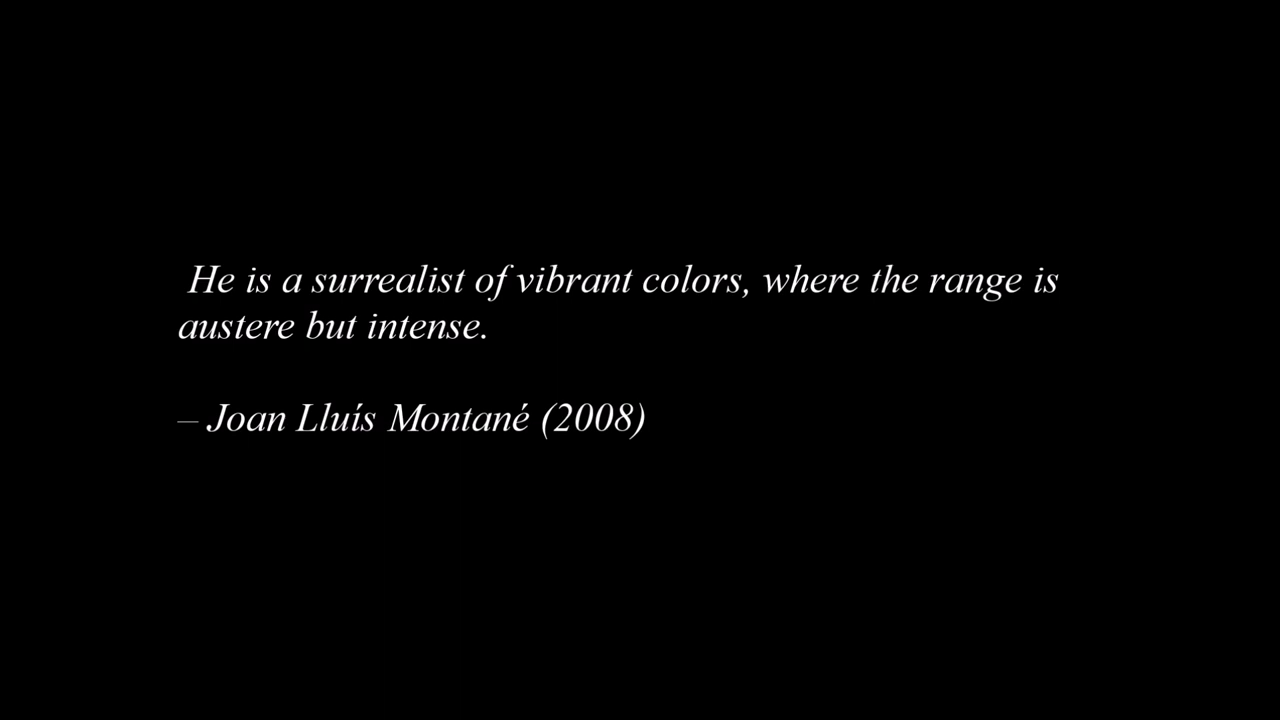 He is a surrealist of vibrant colors, where the range is
austere but intense.
– Joan Lluís Montané (2008)